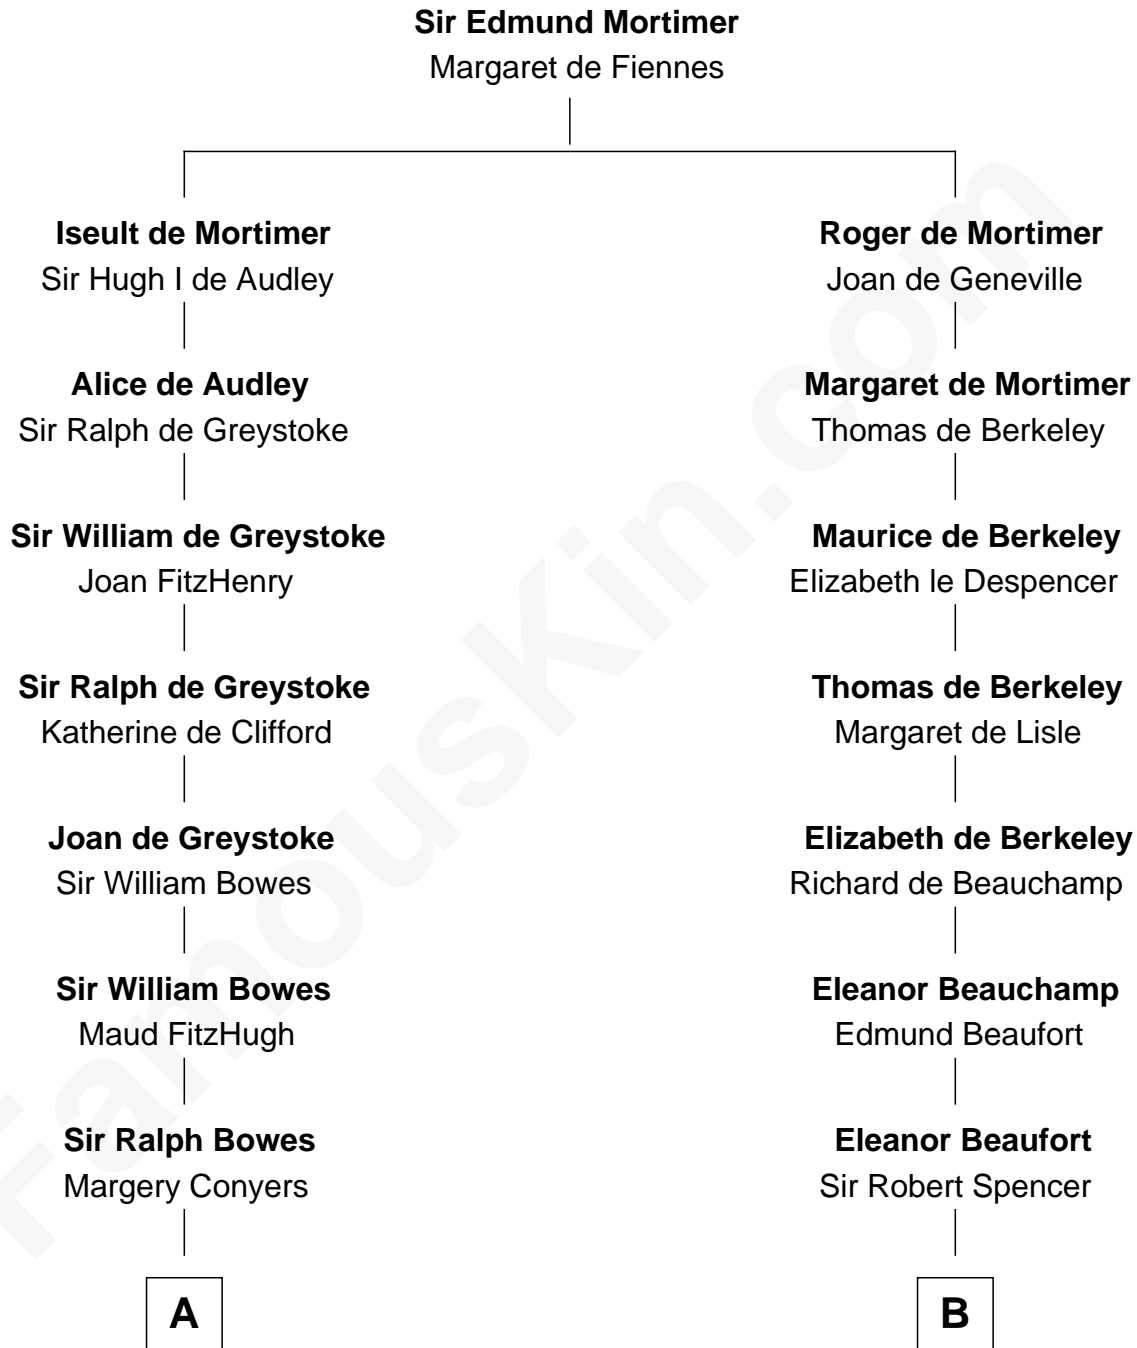 Sir Edmund Mortimer
Margaret de Fiennes
Iseult de Mortimer
Sir Hugh I de Audley
Roger de Mortimer
Joan de Geneville
Alice de Audley
Sir Ralph de Greystoke
Margaret de Mortimer
Thomas de Berkeley
Sir William de Greystoke
Joan FitzHenry
Maurice de Berkeley
Elizabeth le Despencer
Sir Ralph de Greystoke
Katherine de Clifford
Thomas de Berkeley
Margaret de Lisle
Joan de Greystoke
Sir William Bowes
Elizabeth de Berkeley
Richard de Beauchamp
Sir William Bowes
Maud FitzHugh
Eleanor Beauchamp
Edmund Beaufort
Sir Ralph Bowes
Margery Conyers
Eleanor Beaufort
Sir Robert Spencer
A
B
FamousKin.com